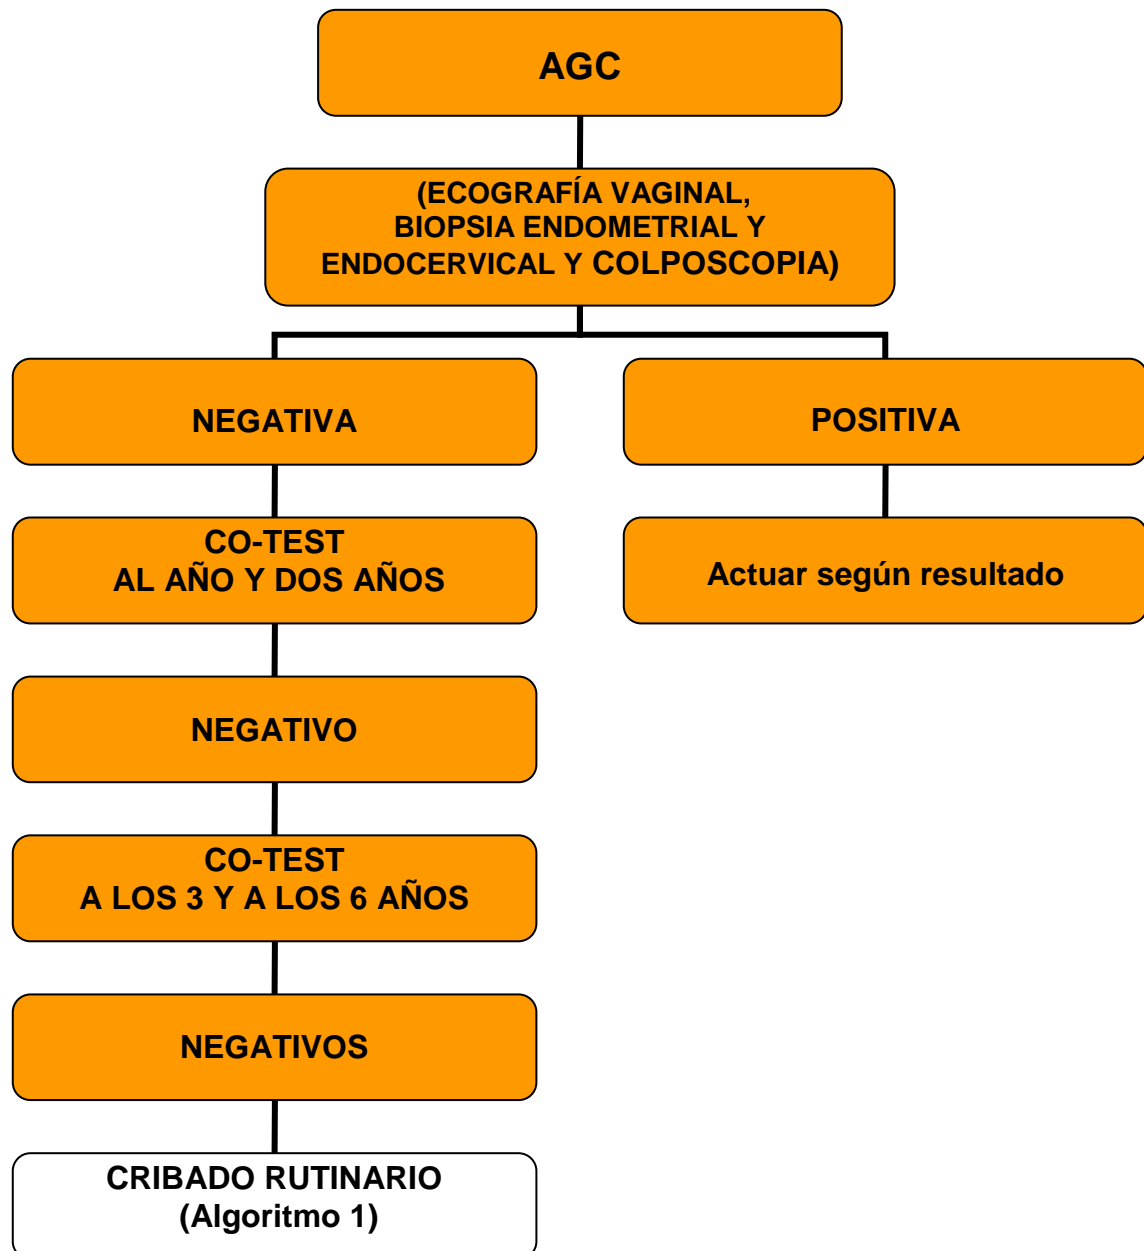 AGC
(ECOGRAFÍA VAGINAL,
BIOPSIA ENDOMETRIAL Y
ENDOCERVICAL Y COLPOSCOPIA)
NEGATIVA
POSITIVA
CO-TEST
AL AÑO Y DOS AÑOS
Actuar según resultado
NEGATIVO
CO-TEST
A LOS 3 Y A LOS 6 AÑOS
NEGATIVOS
CRIBADO RUTINARIO
(Algoritmo 1)